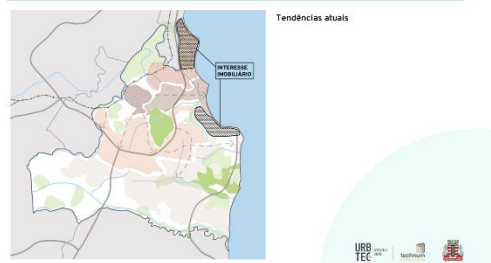 Tendências atuais
INTERESSE
IMOBILIÁRIO
URB
TEC
technum